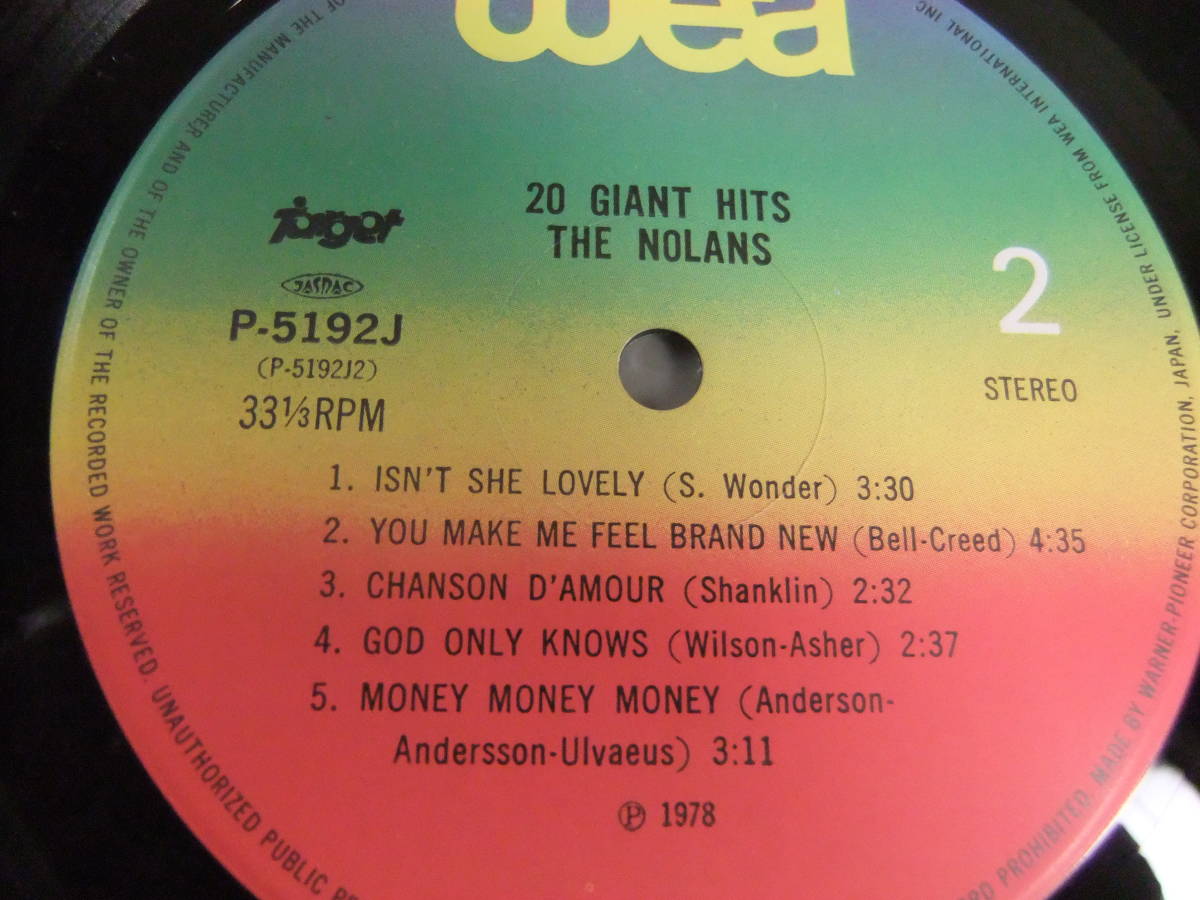 wea
20 GIANT HITS
THE NOLANS
Target
JASRAC
P-5192J
(P-5192J2)
33⅓RPM
2
STEREO
1. ISN'T SHE LOVELY (S. Wonder) 3:30
2. YOU MAKE ME FEEL BRAND NEW (Bell-Creed) 4:35
3. CHANSON D'AMOUR (Shanklin) 2:32
4. GOD ONLY KNOWS (Wilson-Asher) 2:37
5. MONEY MONEY MONEY (Anderson-
Andersson-Ulvaeus) 3:11
Ⓟ 1978
OF THE MANUFACTURER AND OF THE OWNER OF THE RECORDED WORK RESERVED. UNAUTHORIZED PUBLIC
PROHIBITED. MADE BY WARNER-PIONEER CORPORATION, JAPAN, UNDER LICENSE FROM WEA INTERNATIONAL INC